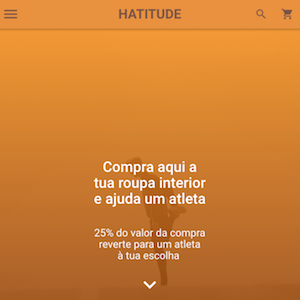 HATITUDE
Compra aqui a
tua roupa interior
e ajuda um atleta
25% do valor da compra
reverte para um atleta
à tua escolha